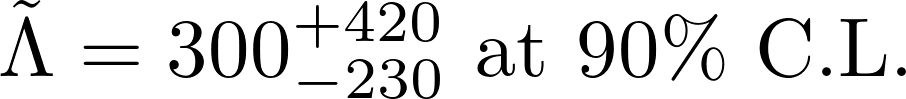 Λ̃ = 300⁺⁴²⁰₋₂₃₀ at 90% C.L.